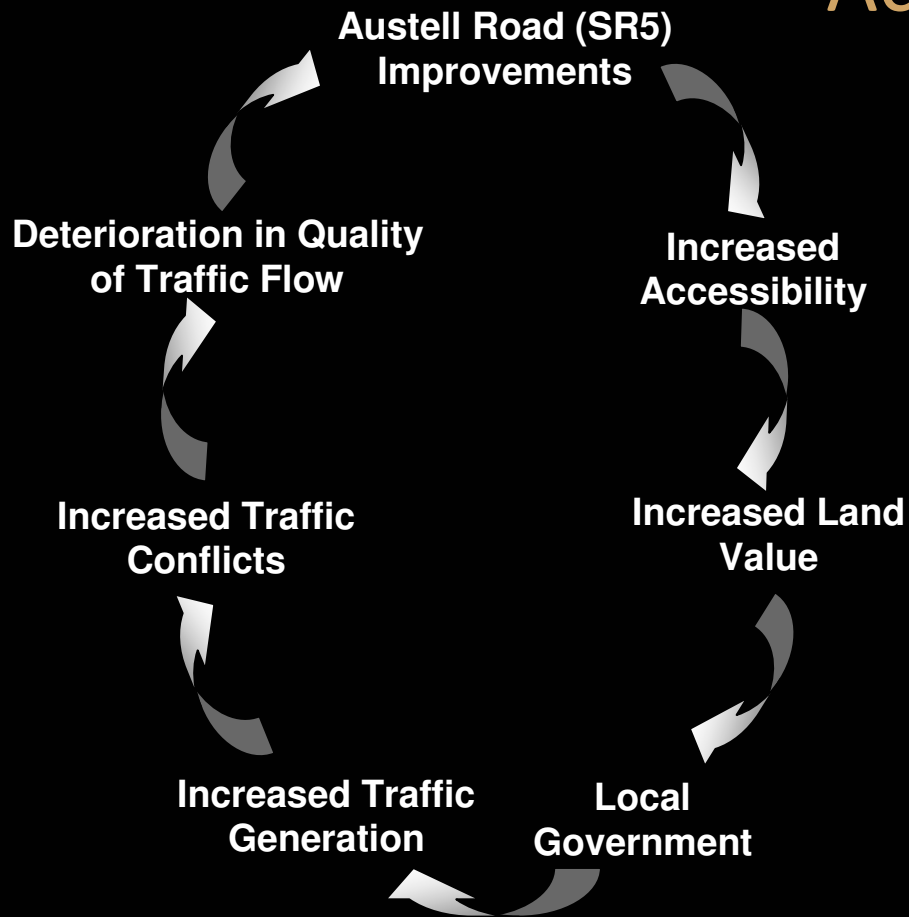 Austell Road (SR5)
Improvements
Increased
Accessibility
Increased Land
Value
Local
Government
Increased Traffic
Generation
Increased Traffic
Conflicts
Deterioration in Quality
of Traffic Flow